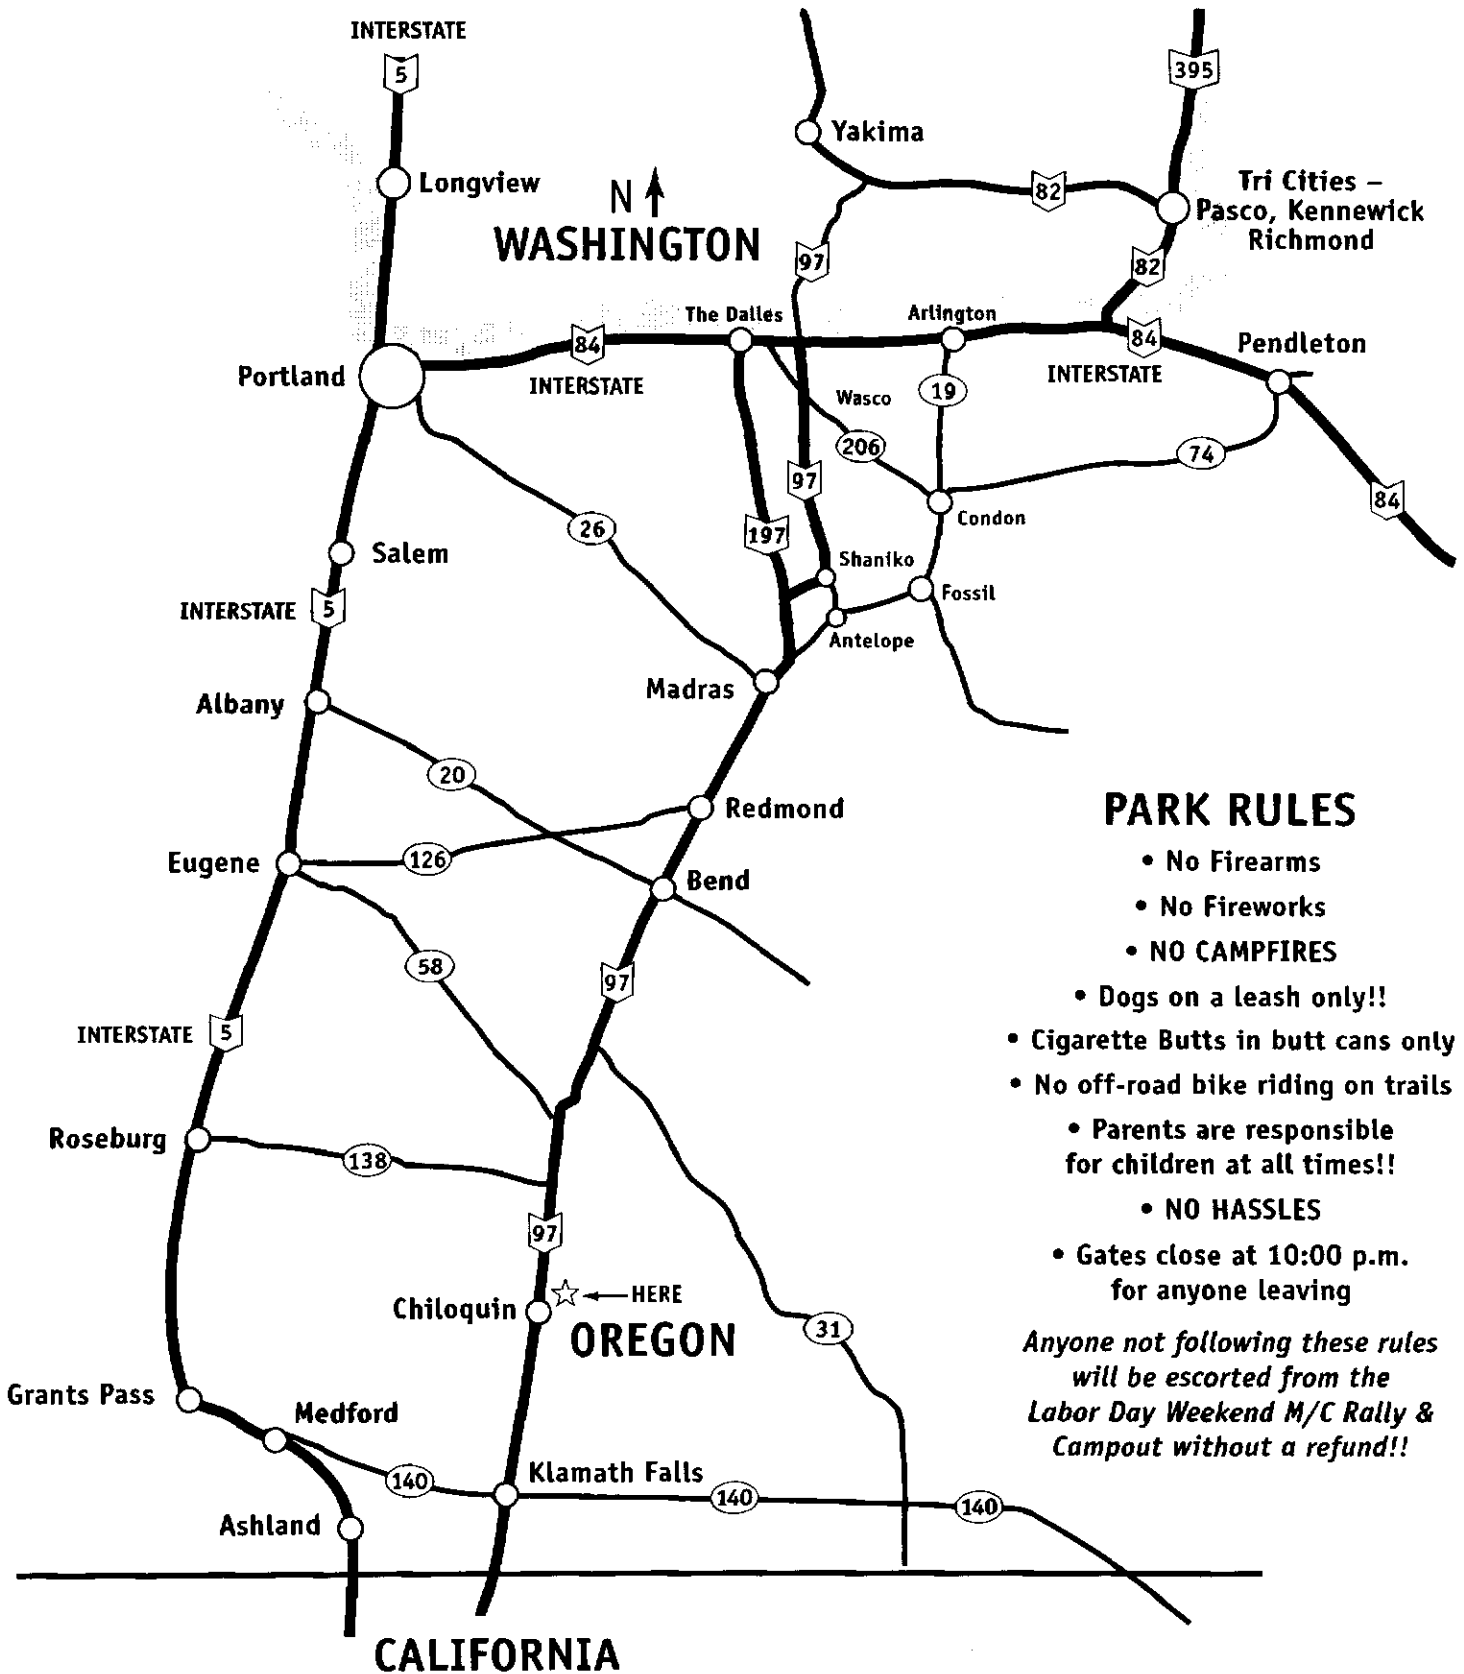 INTERSTATE
5
Longview
N
WASHINGTON
Yakima
395
82
Tri Cities –
Pasco, Kennewick
Richmond
97
82
The Dalles
Arlington
84
INTERSTATE
84
INTERSTATE
Pendleton
Portland
Wasco
19
206
74
97
84
Condon
26
197
Salem
Shaniko
Fossil
INTERSTATE
5
Antelope
Madras
Albany
20
Redmond
126
Eugene
Bend
58
97
INTERSTATE
5
Roseburg
138
97
HERE
Chiloquin
OREGON
31
Grants Pass
Medford
140
Klamath Falls
140
140
Ashland
CALIFORNIA
PARK RULES
• No Firearms
• No Fireworks
• NO CAMPFIRES
• Dogs on a leash only!!
• Cigarette Butts in butt cans only
• No off-road bike riding on trails
• Parents are responsible
for children at all times!!
• NO HASSLES
• Gates close at 10:00 p.m.
for anyone leaving
Anyone not following these rules
will be escorted from the
Labor Day Weekend M/C Rally &
Campout without a refund!!